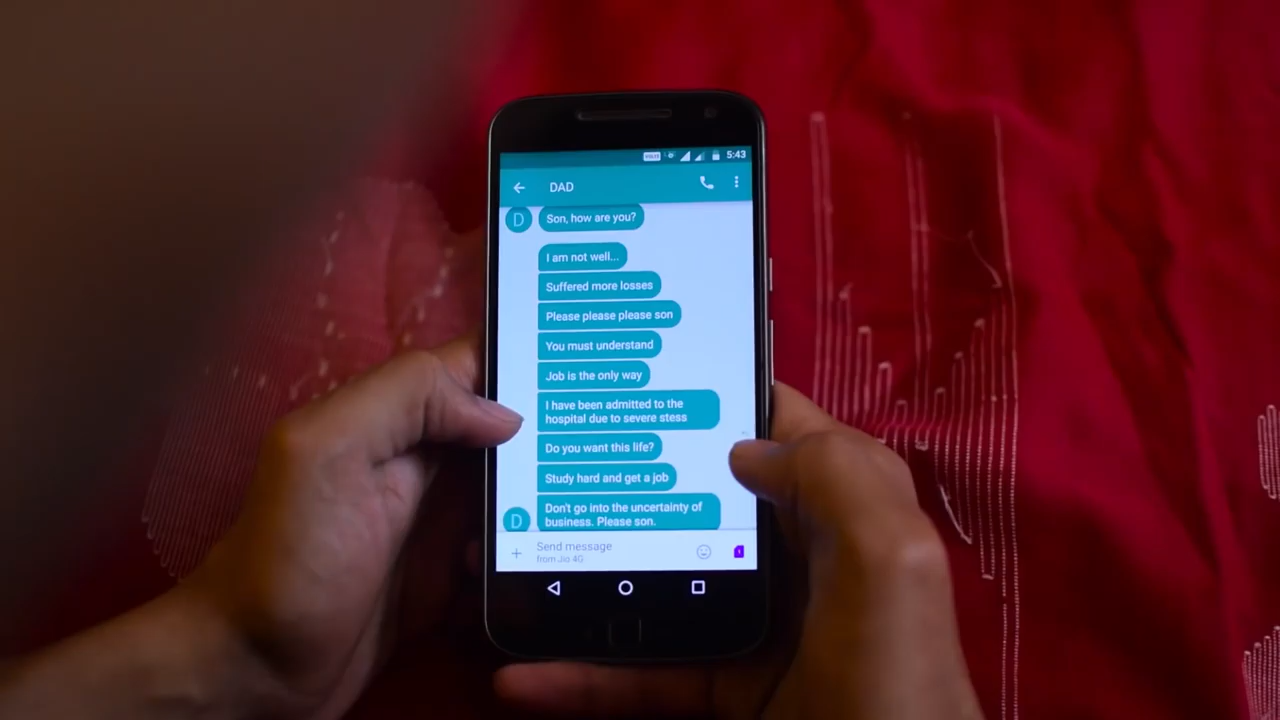 5:43
DAD
D
Son, how are you?
I am not well...
Suffered more losses
Please please please son
You must understand
Job is the only way
I have been admitted to the
hospital due to severe stess
Do you want this life?
Study hard and get a job
Don't go into the uncertainty of
business. Please son.
D
Send message
from Jio 4G